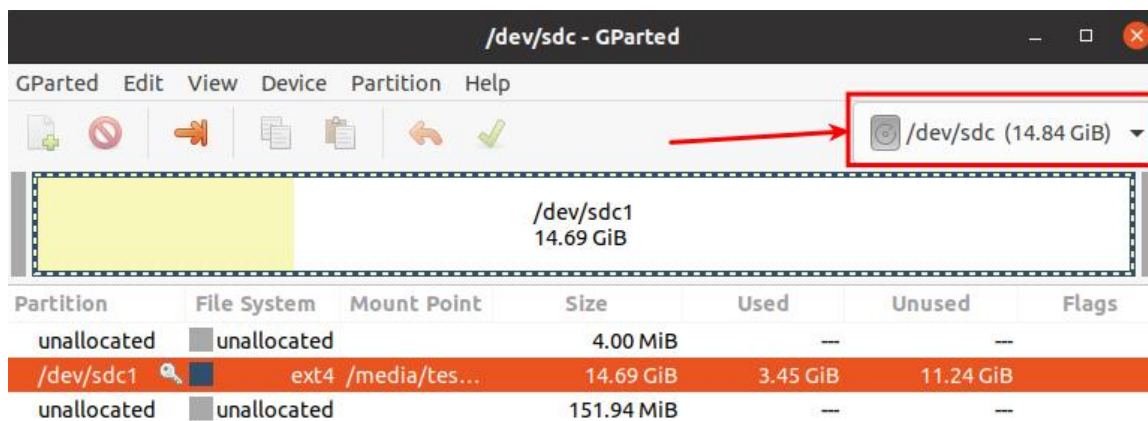 /dev/sdc - GParted
GParted Edit View Device Partition Help
/dev/sdc (14.84 GiB)
/dev/sdc1
14.69 GiB
Partition File System Mount Point Size Used Unused Flags
unallocated unallocated 4.00 MiB --- ---
/dev/sdc1 ext4 /media/tes... 14.69 GiB 3.45 GiB 11.24 GiB
unallocated unallocated 151.94 MiB --- ---